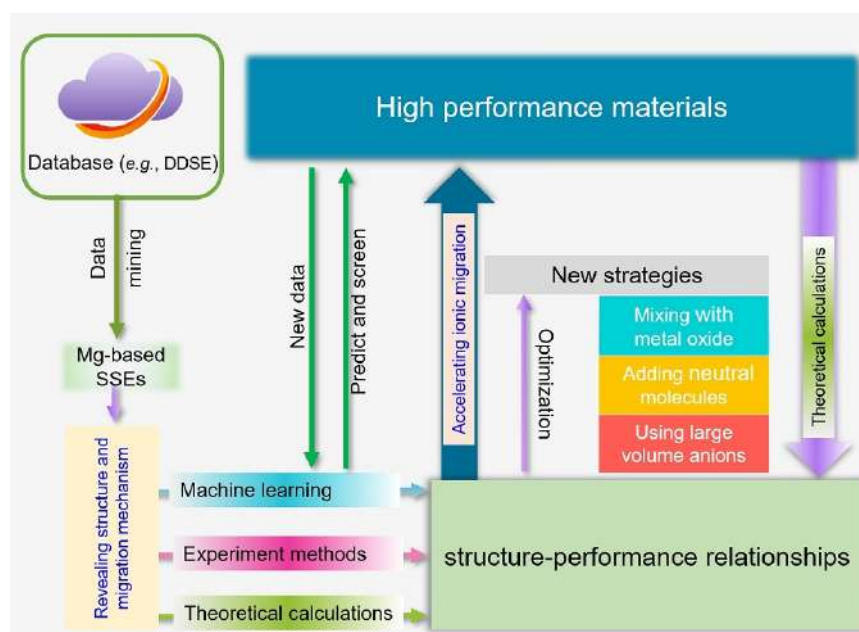 High performance materials
Database (e.g., DDSE)
Data
mining
Mg-based
SSEs
Revealing structure and
migration mechanism
New data
Predict and screen
Accelerating ionic migration
New strategies
Optimization
Mixing with
metal oxide
Adding neutral
molecules
Using large
volume anions
Theoretical calculations
Machine learning
Experiment methods
Theoretical calculations
structure-performance relationships